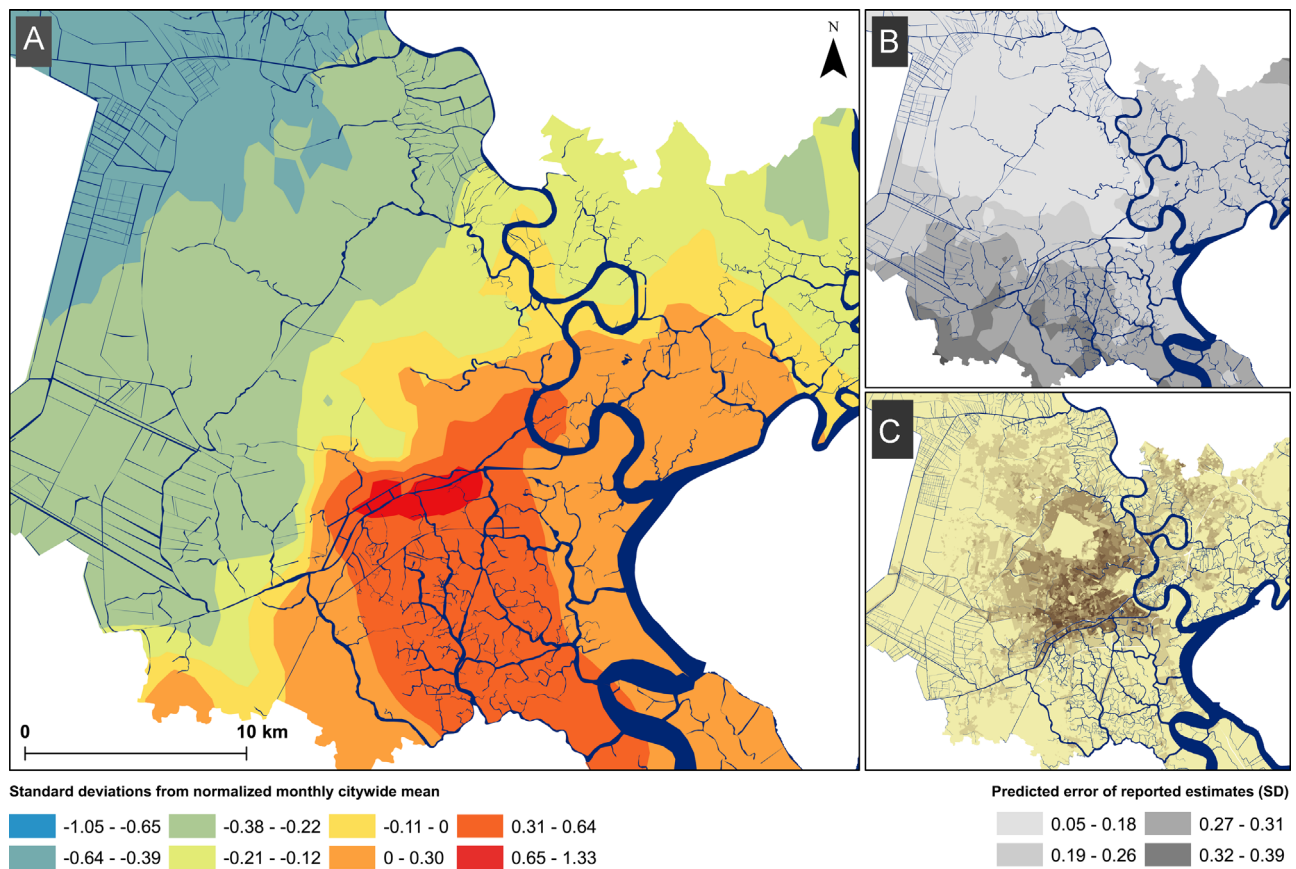 A
N
B
C
0
10 km
Standard deviations from normalized monthly citywide mean
-1.05 - -0.65
-0.38 - -0.22
-0.11 - 0
0.31 - 0.64
-0.64 - -0.39
-0.21 - -0.12
0 - 0.30
0.65 - 1.33
Predicted error of reported estimates (SD)
0.05 - 0.18
0.27 - 0.31
0.19 - 0.26
0.32 - 0.39